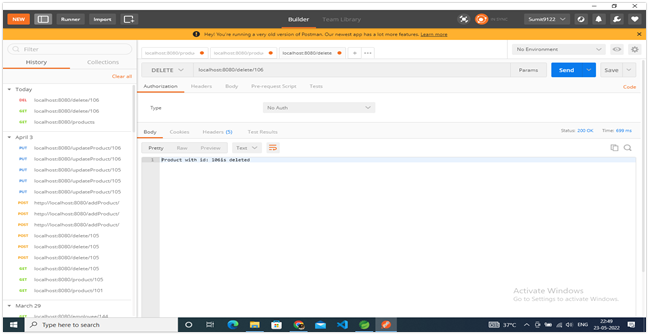 NEW Runner Import Builder Team Library Sumit9122
Hey! You're running a very old version of Postman. Our newest app has a lot more features. Learn more
Filter
History Collections
Clear all
Today
DEL localhost:8080/delete/106
GET localhost:8080/delete/106
GET localhost:8080/products
April 3
PUT localhost:8080/updateProduct/106
PUT localhost:8080/updateProduct/106
PUT localhost:8080/updateProduct/105
PUT localhost:8080/updateProduct/105
PUT localhost:8080/updateProduct/105
POST http://localhost:8080/addProduct/
POST http://localhost:8080/addProduct/
POST http://localhost:8080/addProduct/
POST localhost:8080/delete/105
POST localhost:8080/delete/105
POST localhost:8080/delete/105
GET localhost:8080/delete/105
GET localhost:8080/product/105
GET localhost:8080/product/101
March 29
localhost:8080/produ localhost:8080/produ localhost:8080/delete
No Environment
DELETE localhost:8080/delete/106 Params Send Save
Authorization Headers Body Pre-request Script Tests Code
Type No Auth
Body Cookies Headers (5) Test Results Status: 200 OK Time: 699 ms
Pretty Raw Preview Text
1 Product with id: 106is deleted
Activate Windows
Go to Settings to activate Windows.
Type here to search 37°C ENG 22:49
23-05-2022